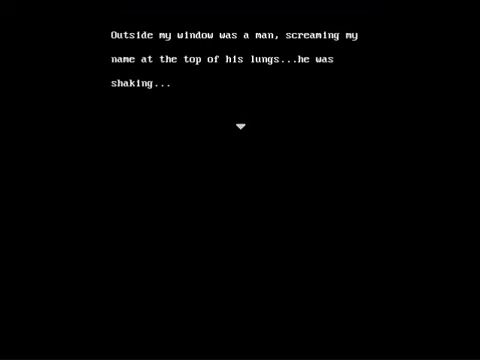 Outside my window was a man, screaming my
name at the top of his lungs...he was
shaking...